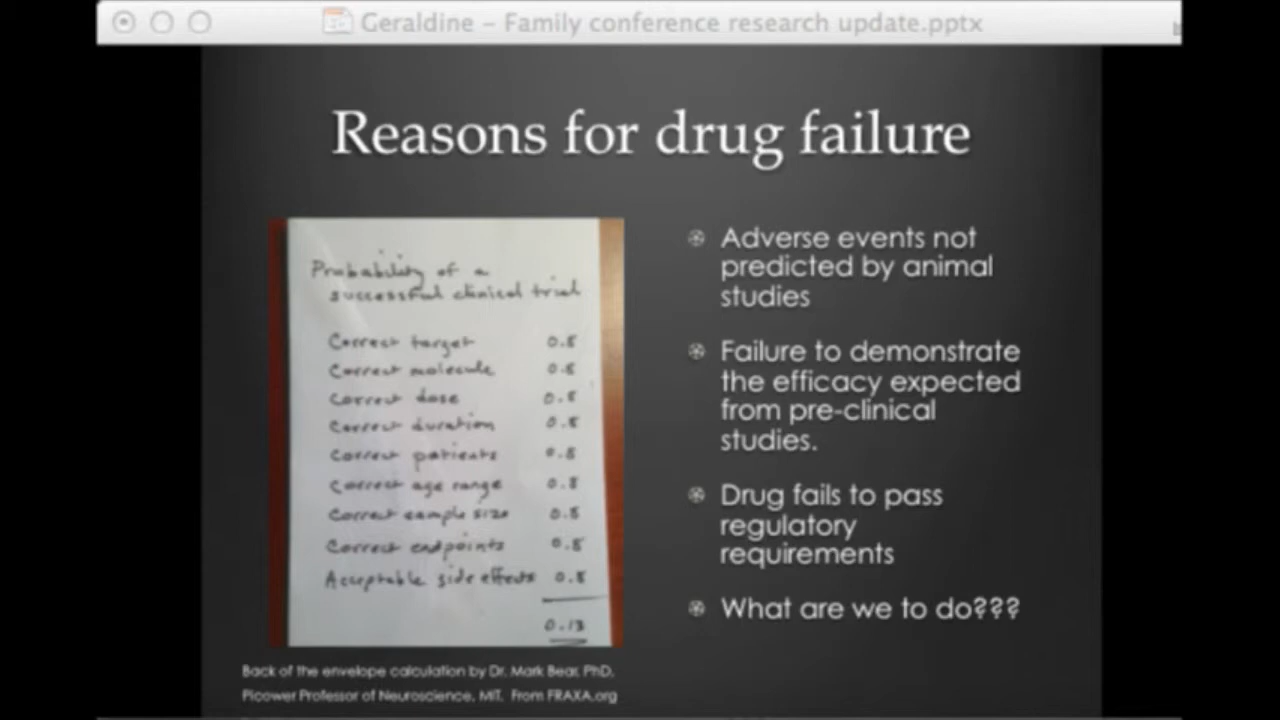 Geraldine – Family conference research update.pptx
Reasons for drug failure
Probability of a
successful clinical trial
Correct target 0.8
Correct molecule 0.8
Correct dose 0.8
Correct duration 0.8
Correct patients 0.8
Correct age range 0.8
Correct sample size 0.8
Correct endpoints 0.8
Acceptable side effects 0.8
0.13
Back of the envelope calculation by Dr. Mark Bear, PhD,
Picower Professor of Neuroscience, MIT. From FRAXA.org
Adverse events not
predicted by animal
studies
Failure to demonstrate
the efficacy expected
from pre-clinical
studies.
Drug fails to pass
regulatory
requirements
What are we to do???